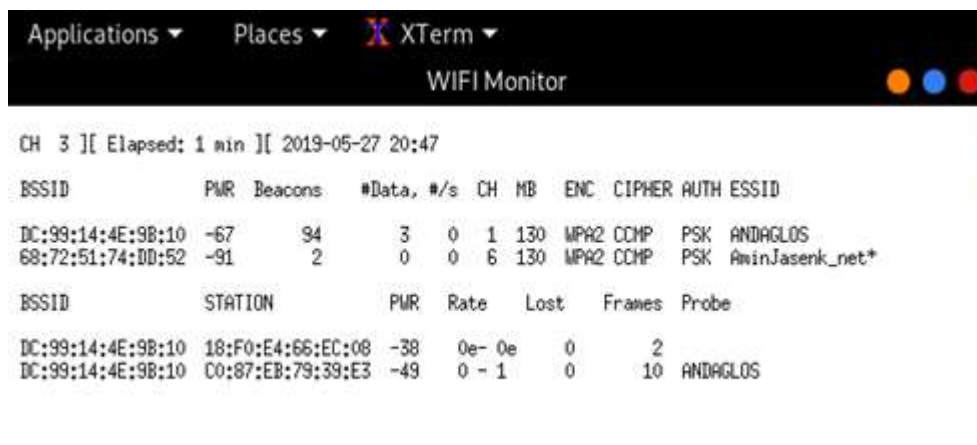 Applications Places XTerm
WIFI Monitor
CH 3 ][ Elapsed: 1 min ][ 2019-05-27 20:47
BSSID PWR Beacons #Data, #/s CH MB ENC CIPHER AUTH ESSID
DC:99:14:4E:9B:10 -67 94 3 0 1 130 WPA2 CCMP PSK ANDAGLOS
68:72:51:74:DD:52 -91 2 0 0 6 130 WPA2 CCMP PSK AminJasenk_net*
BSSID STATION PWR Rate Lost Frames Probe
DC:99:14:4E:9B:10 18:F0:E4:66:EC:08 -38 0e- 0e 0 2
DC:99:14:4E:9B:10 C0:87:EB:79:39:E3 -49 0 - 1 0 10 ANDAGLOS